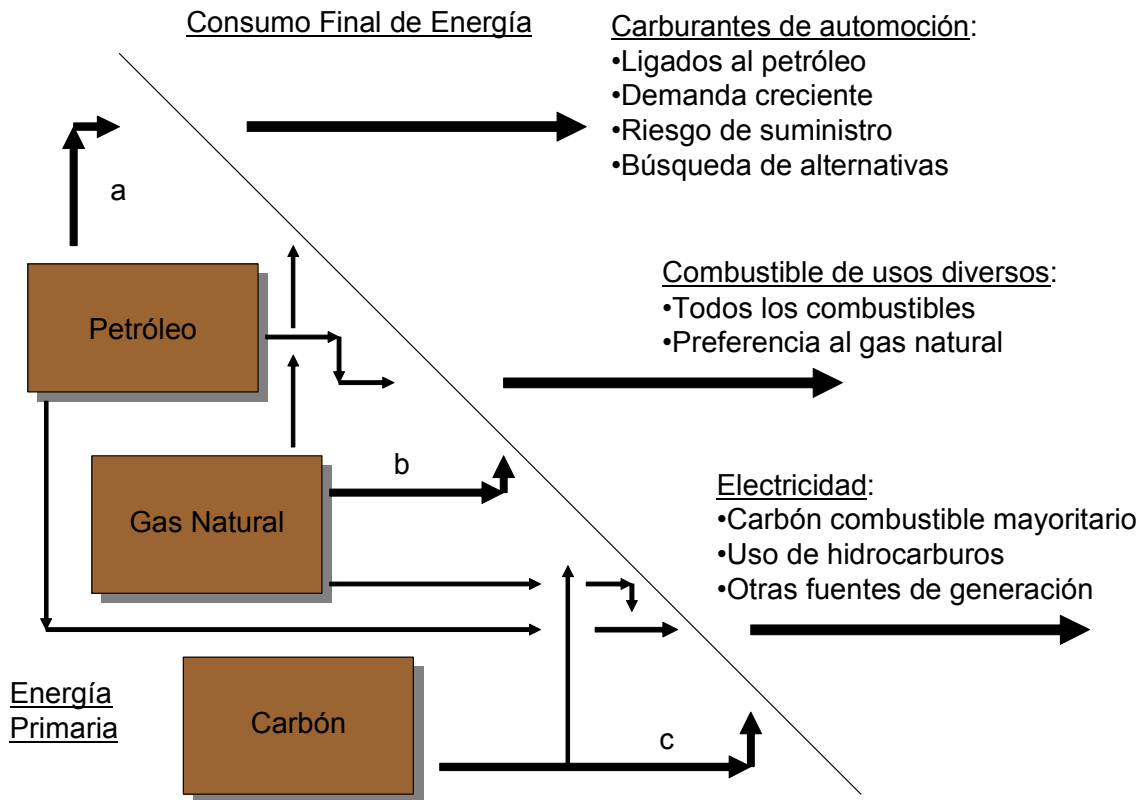 Consumo Final de Energía
Carburantes de automoción:
•Ligados al petróleo
•Demanda creciente
•Riesgo de suministro
•Búsqueda de alternativas
a
Petróleo
Combustible de usos diversos:
•Todos los combustibles
•Preferencia al gas natural
b
Gas Natural
Electricidad:
•Carbón combustible mayoritario
•Uso de hidrocarburos
•Otras fuentes de generación
Energía
Primaria
Carbón
c